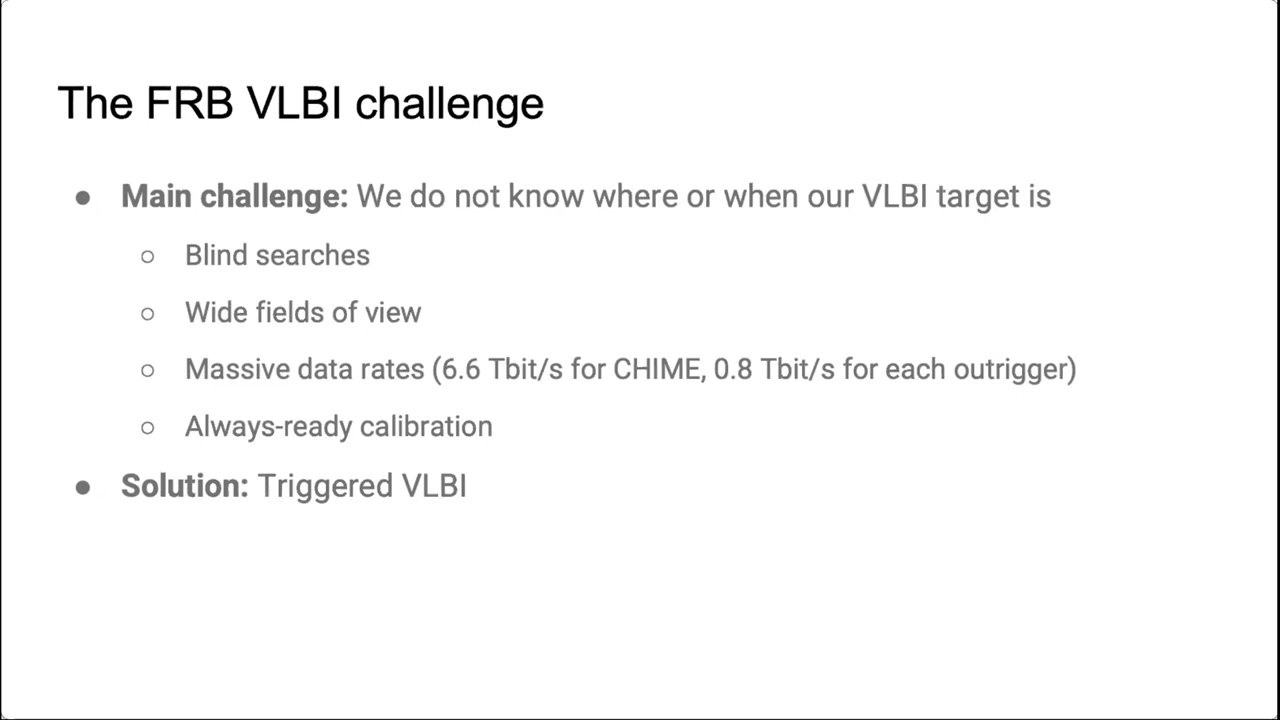 The FRB VLBI challenge
● Main challenge: We do not know where or when our VLBI target is
○ Blind searches
○ Wide fields of view
○ Massive data rates (6.6 Tbit/s for CHIME, 0.8 Tbit/s for each outrigger)
○ Always-ready calibration
● Solution: Triggered VLBI